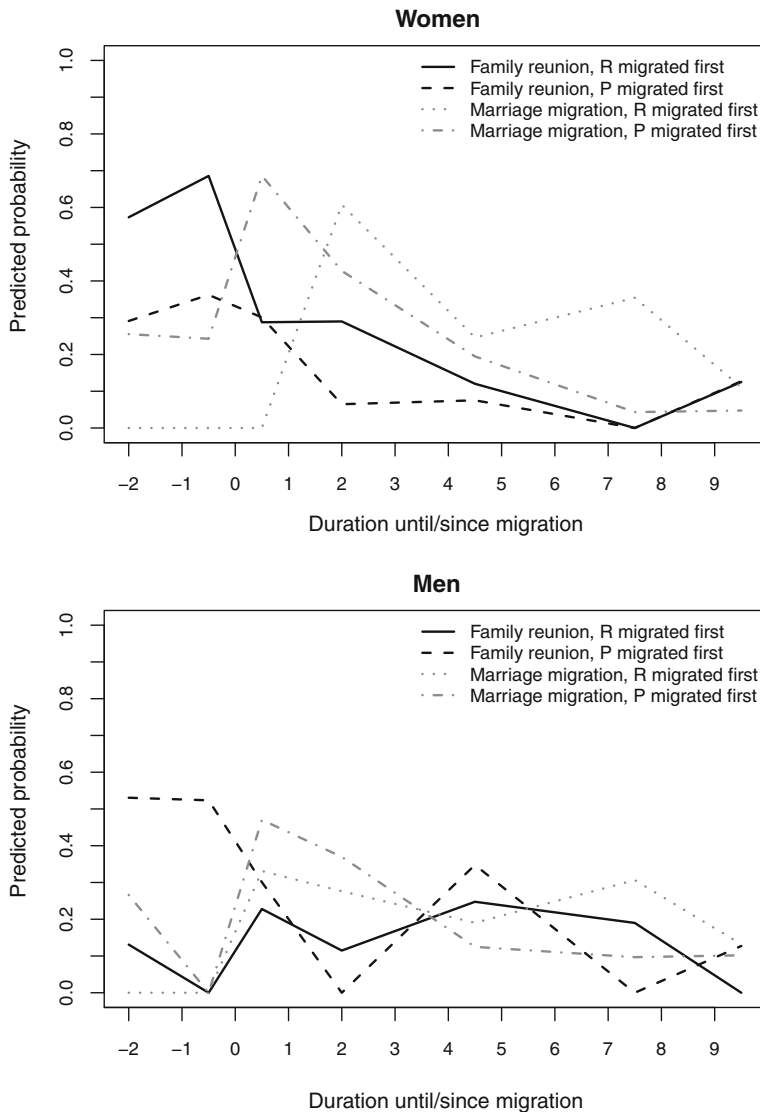 Women
Family reunion, R migrated first
Family reunion, P migrated first
Marriage migration, R migrated first
Marriage migration, P migrated first
Predicted probability
1.0
0.8
0.6
0.4
0.2
0.0
−2 −1 0 1 2 4 5 6 7 8 9
Duration until/since migration
Men
Family reunion, R migrated first
Family reunion, P migrated first
Marriage migration, R migrated first
Marriage migration, P migrated first
Predicted probability
1.0
0.8
0.6
0.4
0.2
0.0
−2 −1 0 1 2 4 5 6 7 8 9
Duration until/since migration